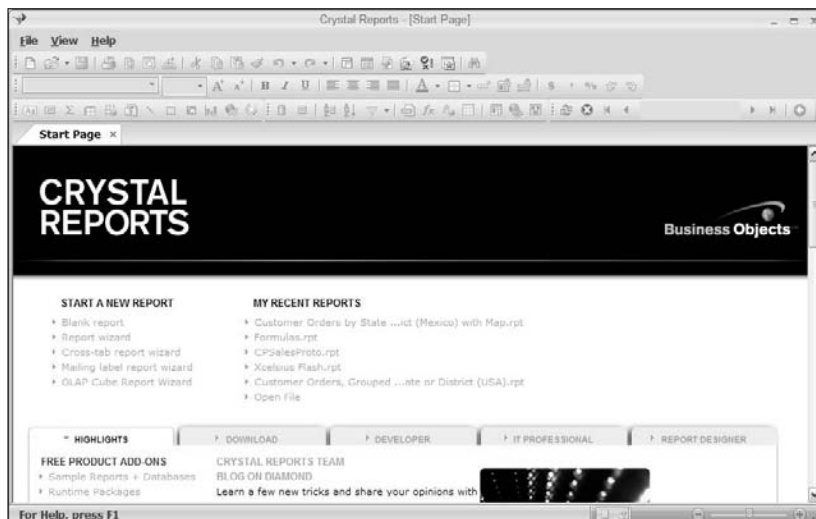 Crystal Reports - [Start Page]
File View Help
Start Page ×
CRYSTAL
REPORTS
Business Objects
START A NEW REPORT
Blank report
Report wizard
Cross-tab report wizard
Mailing label report wizard
OLAP Cube Report Wizard
MY RECENT REPORTS
Customer Orders by State ...ict (Mexico) with Map.rpt
Formulas.rpt
CPSalesProto.rpt
Xcelsius Flash.rpt
Customer Orders, Grouped ...ate or District (USA).rpt
Open File
HIGHLIGHTS DOWNLOAD DEVELOPER IT PROFESSIONAL REPORT DESIGNER
FREE PRODUCT ADD-ONS
Sample Reports + Databases
Runtime Packages
CRYSTAL REPORTS TEAM
BLOG ON DIAMOND
Learn a few new tricks and share your opinions with
For Help, press F1